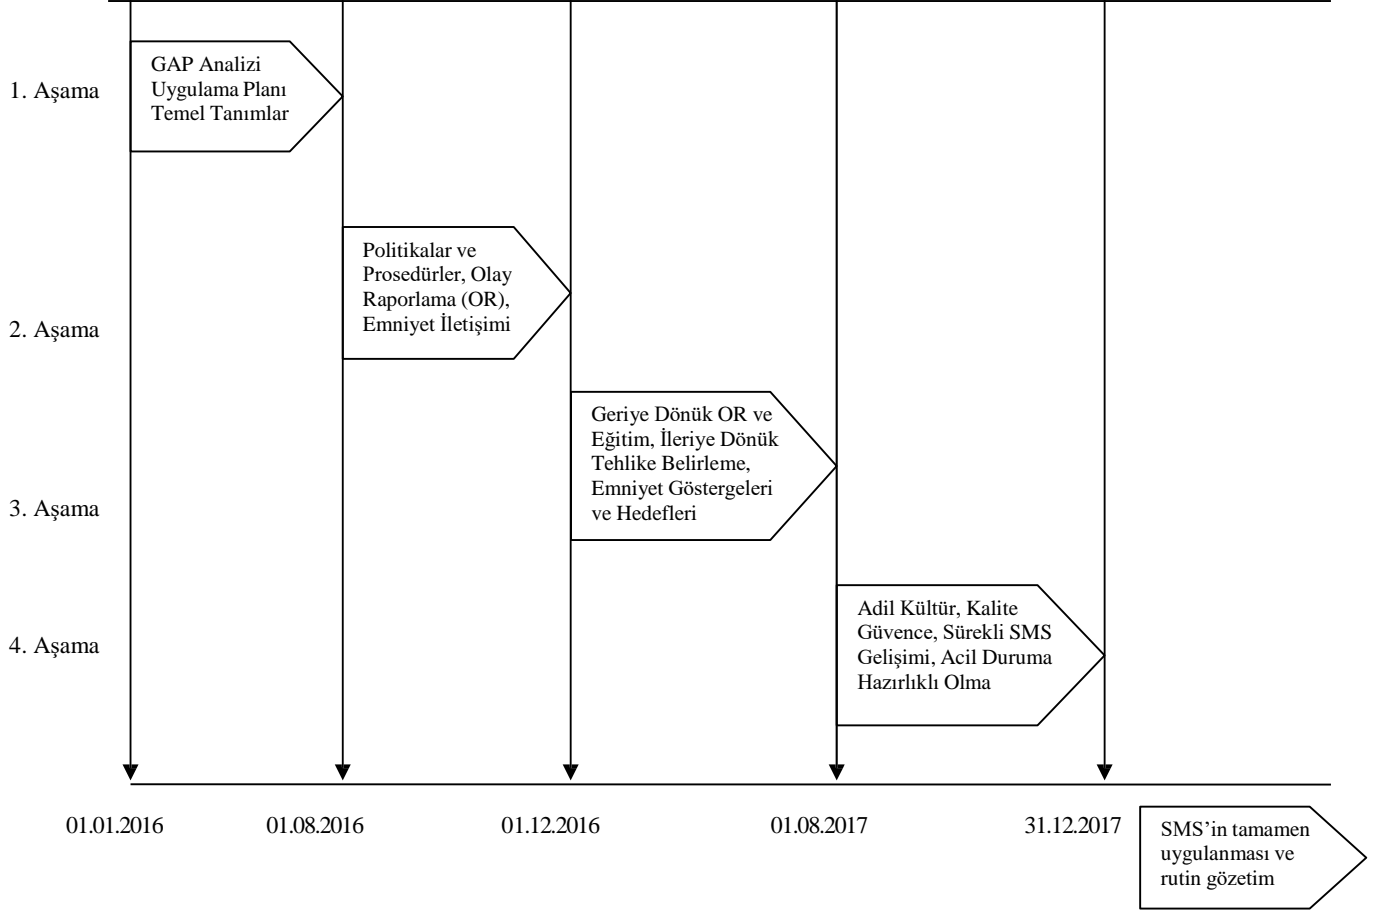 1. Aşama
GAP Analizi
Uygulama Planı
Temel Tanımlar
2. Aşama
Politikalar ve
Prosedürler, Olay
Raporlama (OR),
Emniyet İletişimi
3. Aşama
Geriye Dönük OR ve
Eğitim, İleriye Dönük
Tehlike Belirleme,
Emniyet Göstergeleri
ve Hedefleri
4. Aşama
Adil Kültür, Kalite
Güvence, Sürekli SMS
Gelişimi, Acil Duruma
Hazırlıklı Olma
01.01.2016
01.08.2016
01.12.2016
01.08.2017
31.12.2017
SMS’in tamamen
uygulanması ve
rutin gözetim